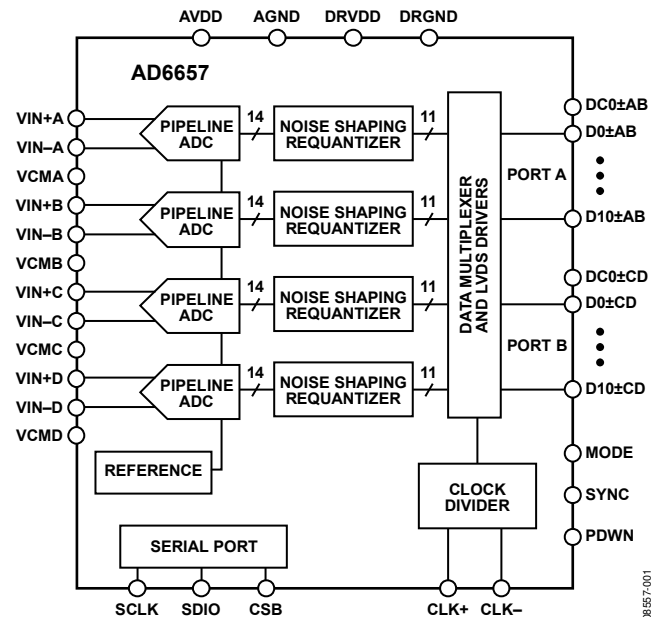 AVDD AGND DRVDD DRGND
AD6657
VIN+A
VIN–A
VCMA
VIN+B
VIN–B
VCMB
VIN+C
VIN–C
VCMC
VIN+D
VIN–D
VCMD
PIPELINE
ADC
14
NOISE SHAPING
REQUANTIZER
11
PIPELINE
ADC
14
NOISE SHAPING
REQUANTIZER
11
PIPELINE
ADC
14
NOISE SHAPING
REQUANTIZER
11
PIPELINE
ADC
14
NOISE SHAPING
REQUANTIZER
11
DATA MULTIPLEXER
AND LVDS DRIVERS
PORT A
PORT B
DC0±AB
D0±AB
D10±AB
DC0±CD
D0±CD
D10±CD
MODE
SYNC
PDWN
REFERENCE
CLOCK
DIVIDER
SERIAL PORT
SCLK SDIO CSB CLK+ CLK–
08557-001